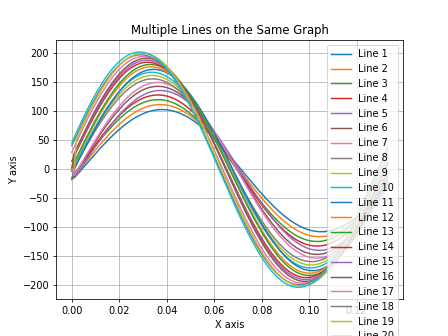 Multiple Lines on the Same Graph
Y axis
200
150
100
50
0
−50
−100
−150
−200
0.00
0.02
0.04
0.06
0.08
0.10
X axis
Line 1
Line 2
Line 3
Line 4
Line 5
Line 6
Line 7
Line 8
Line 9
Line 10
Line 11
Line 12
Line 13
Line 14
Line 15
Line 16
Line 17
Line 18
Line 19
Line 20